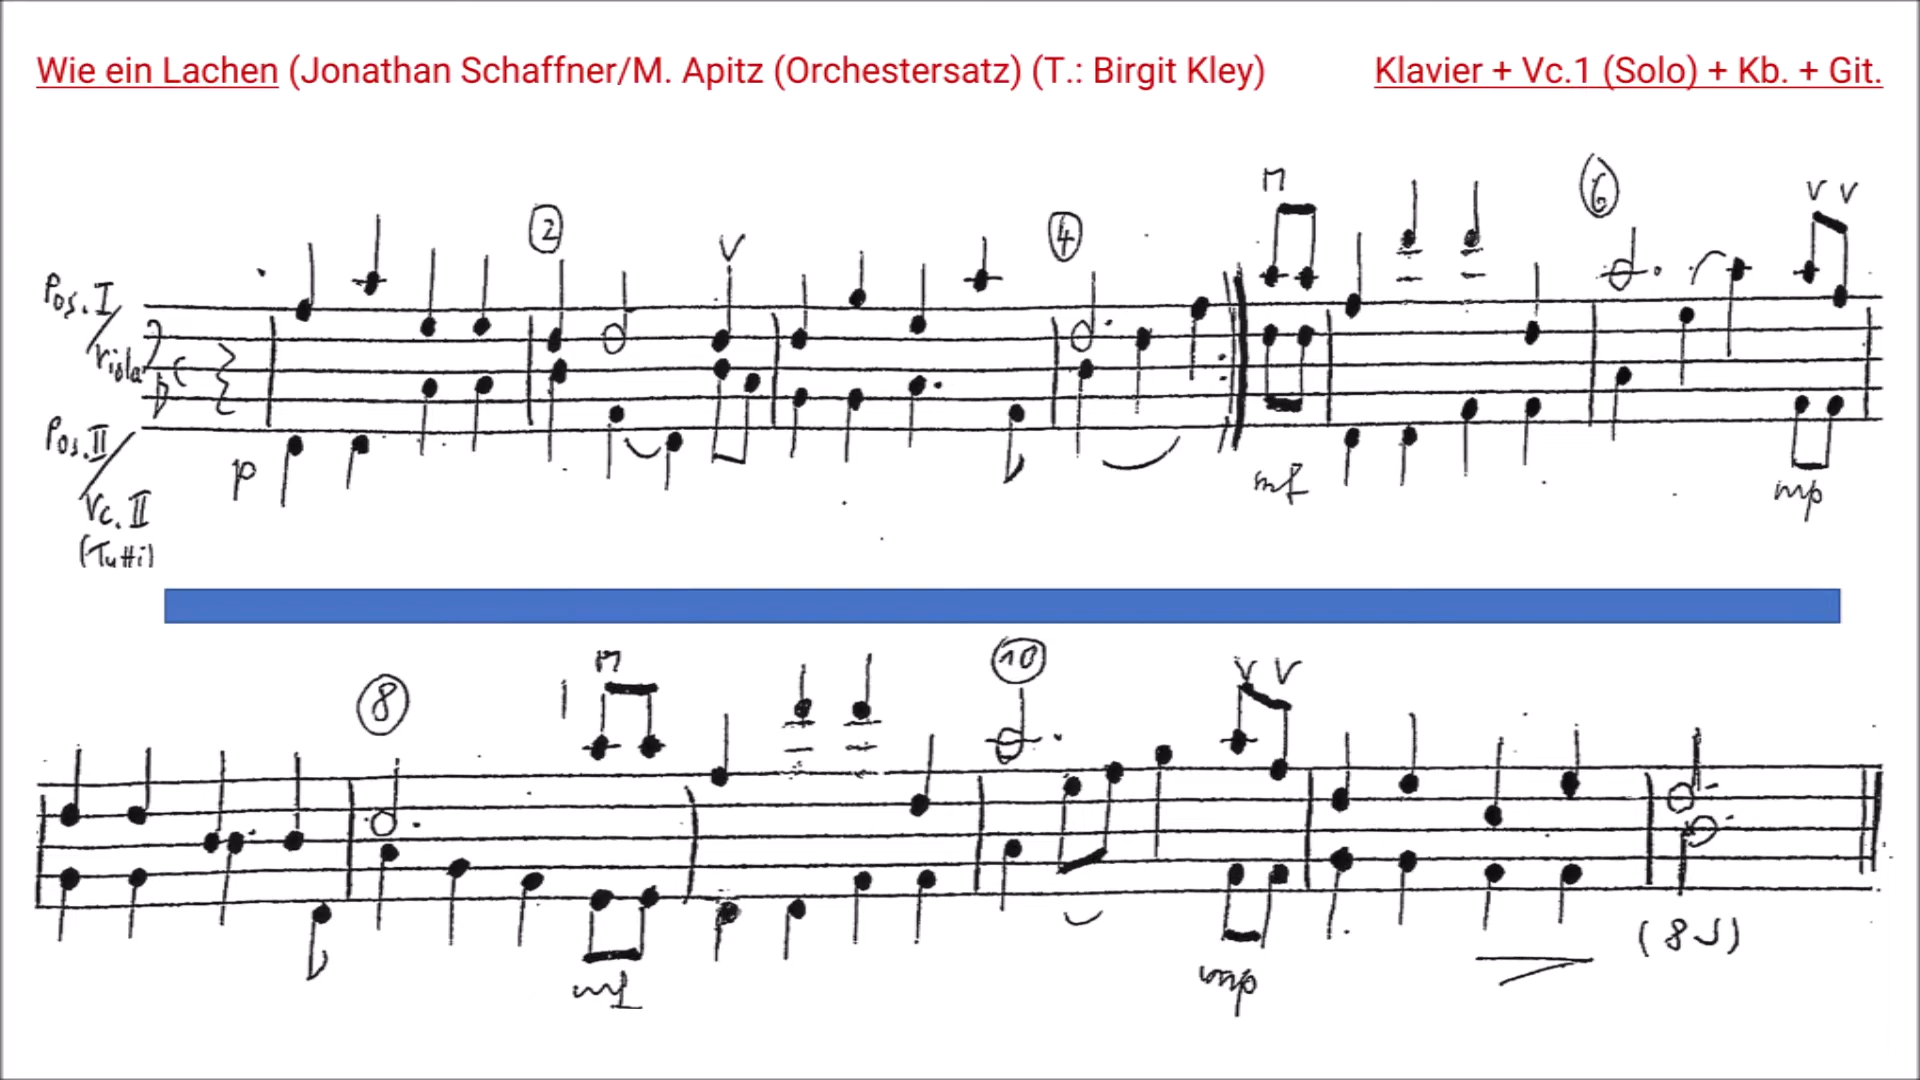 Wie ein Lachen (Jonathan Schaffner/M. Apitz (Orchestersatz) (T.: Birgit Kley) Klavier + Vc.1 (Solo) + Kb. + Git.
6
2
V
4
V V
Pos. I/
Viola
Pos. II/
p
mf
mp
Vc. II
(Tutti)
10
8
V V
mf
mp